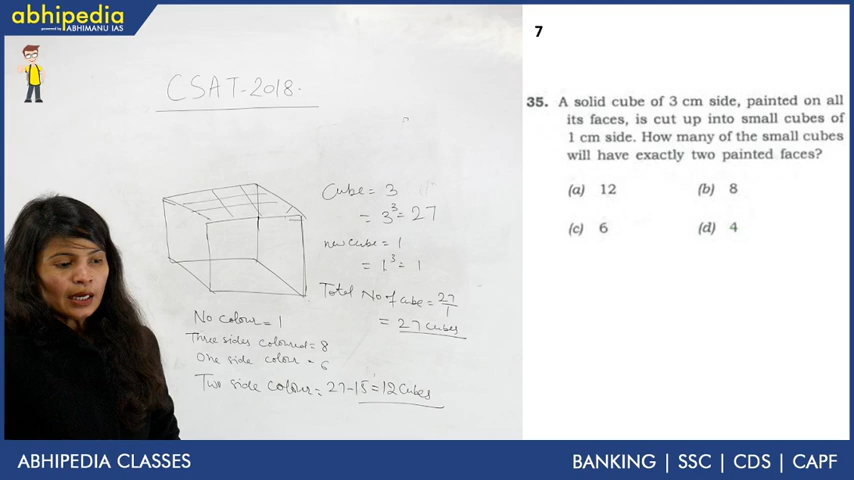 abhipedia
powered by ABHIMANU IAS
CSAT-2018.
Cube = 3
= 3³ = 27
new cube = 1
= 1³ = 1
Total No of cube = 27/1
= 27 cubes
No colour = 1
Three sides coloured = 8
One side colour = 6
Two side colour = 27-15 = 12 Cubes
7
35. A solid cube of 3 cm side, painted on all
its faces, is cut up into small cubes of
1 cm side. How many of the small cubes
will have exactly two painted faces?
(a) 12 (b) 8
(c) 6 (d) 4
ABHIPEDIA CLASSES
BANKING | SSC | CDS | CAPF